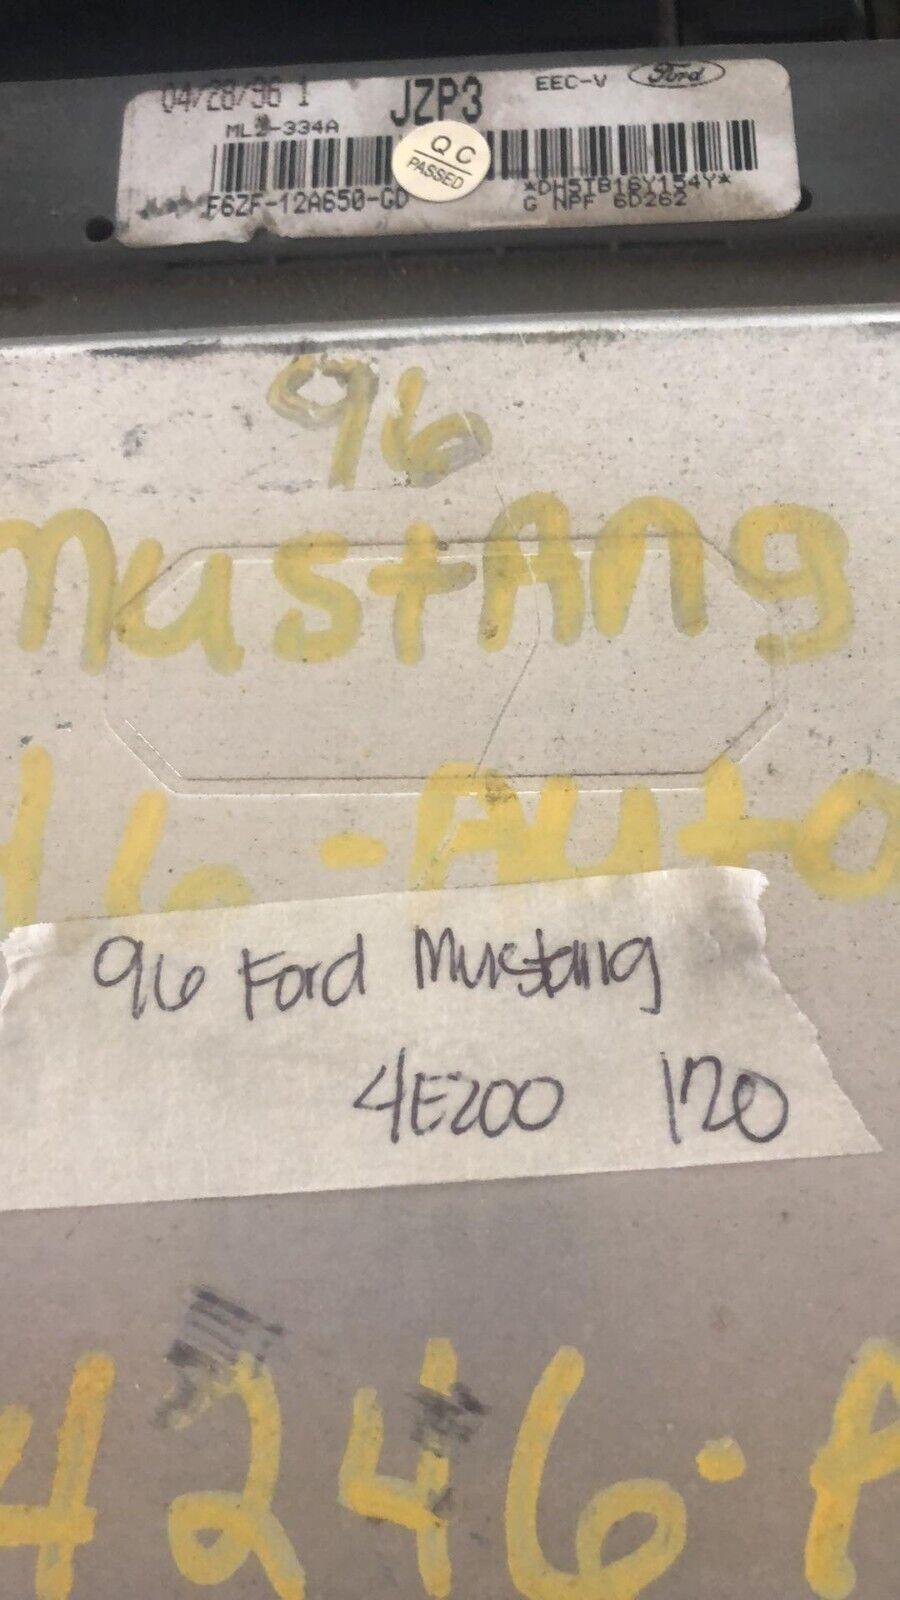 04/28/96 1 JZP3 EEC-V Ford
ML2-334A
QC
PASSED
F6ZF-12A650-GD *DH5TB16Y154Y*
G NPF 6D262
96
Mustang
46-Auto
96 Ford Mustang
4E200 120
4246-A